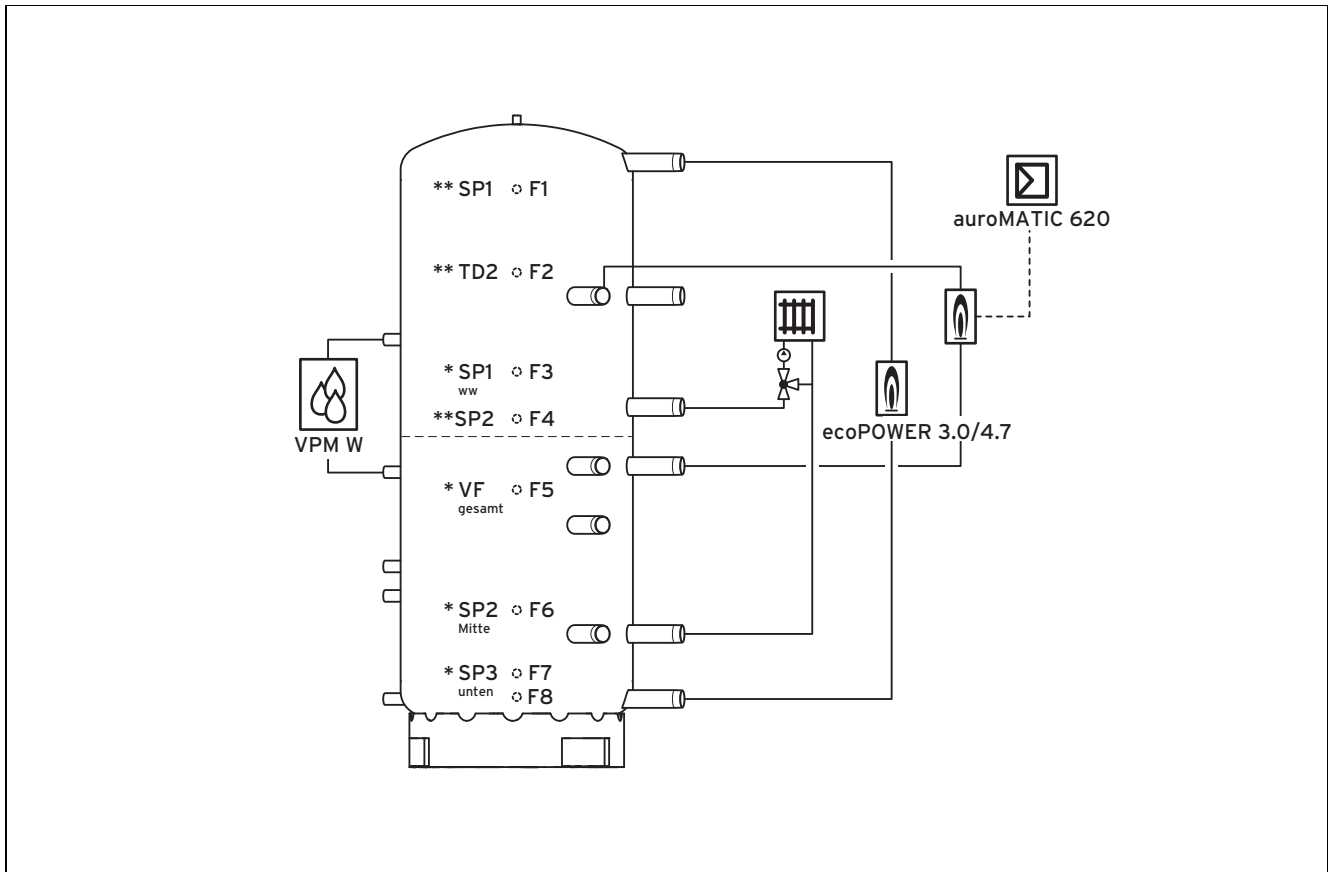 ** SP1 F1
auroMATIC 620
** TD2 F2
* SP1 F3
ww
**SP2 F4
ecoPOWER 3.0/4.7
VPM W
* VF F5
gesamt
* SP2 F6
Mitte
* SP3 F7
unten F8